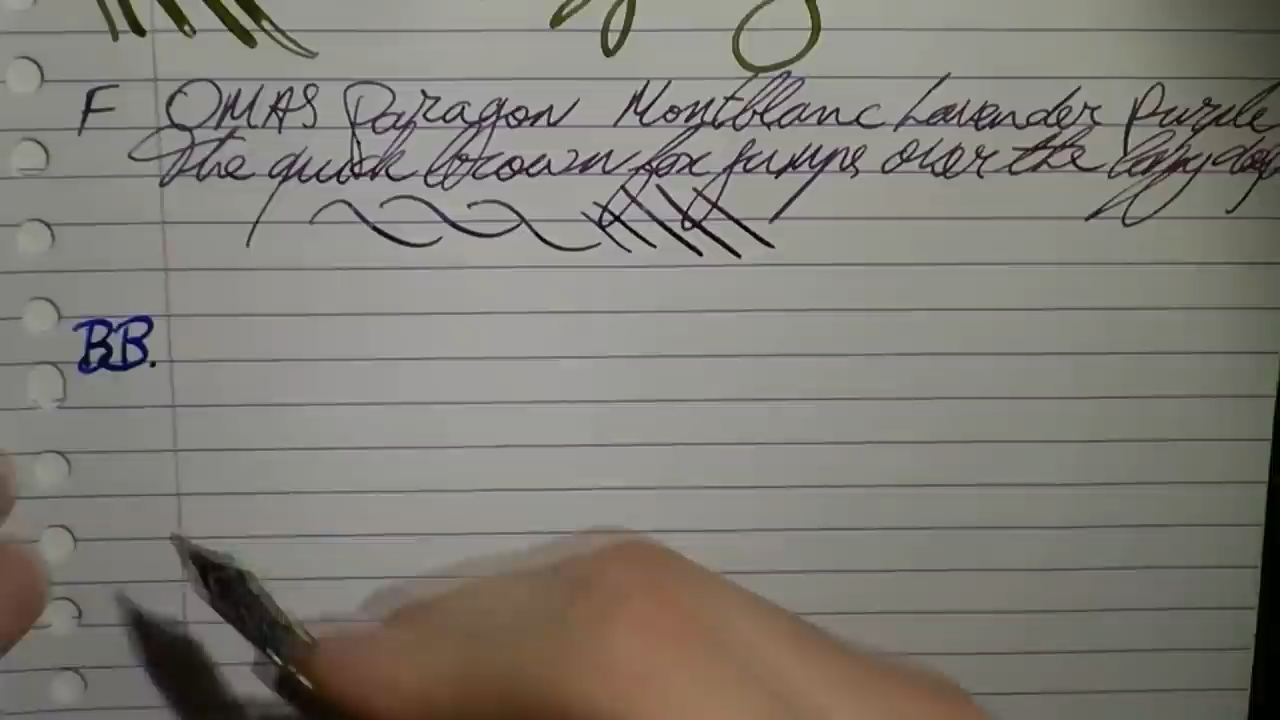 F OMAS Paragon Montblanc Lavender Purple
The quick brown fox jumps over the lazy dog
BB.